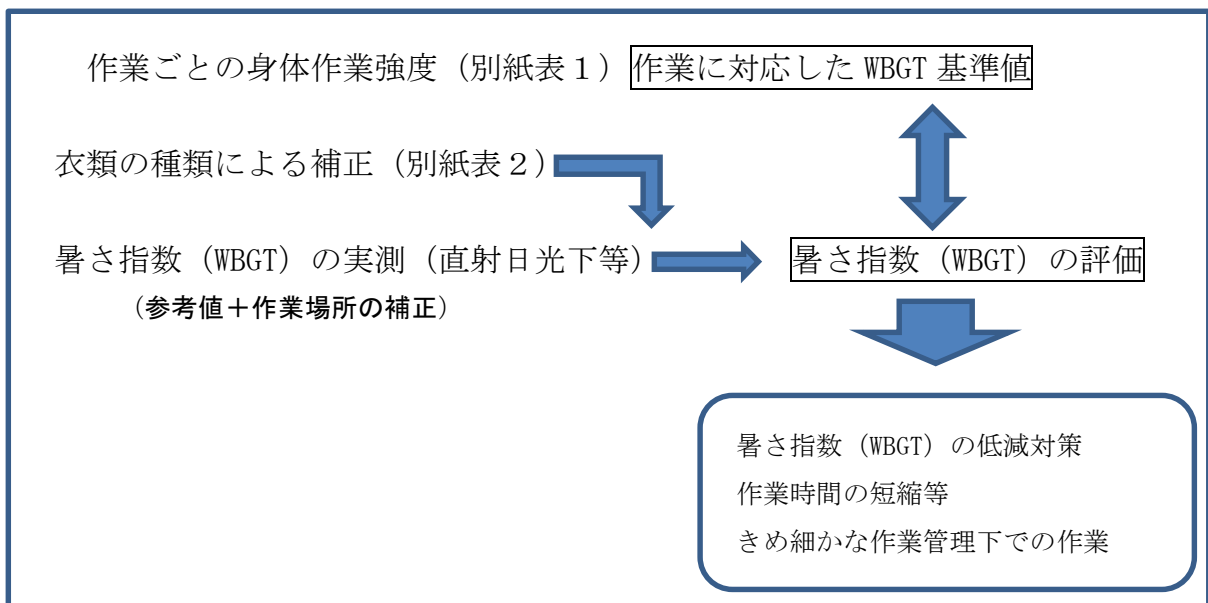 作業ごとの身体作業強度（別紙表１）作業に対応した WBGT 基準値
衣類の種類による補正（別紙表２）
暑さ指数（WBGT）の実測（直射日光下等）
暑さ指数（WBGT）の評価
（参考値＋作業場所の補正）
暑さ指数（WBGT）の低減対策
作業時間の短縮等
きめ細かな作業管理下での作業